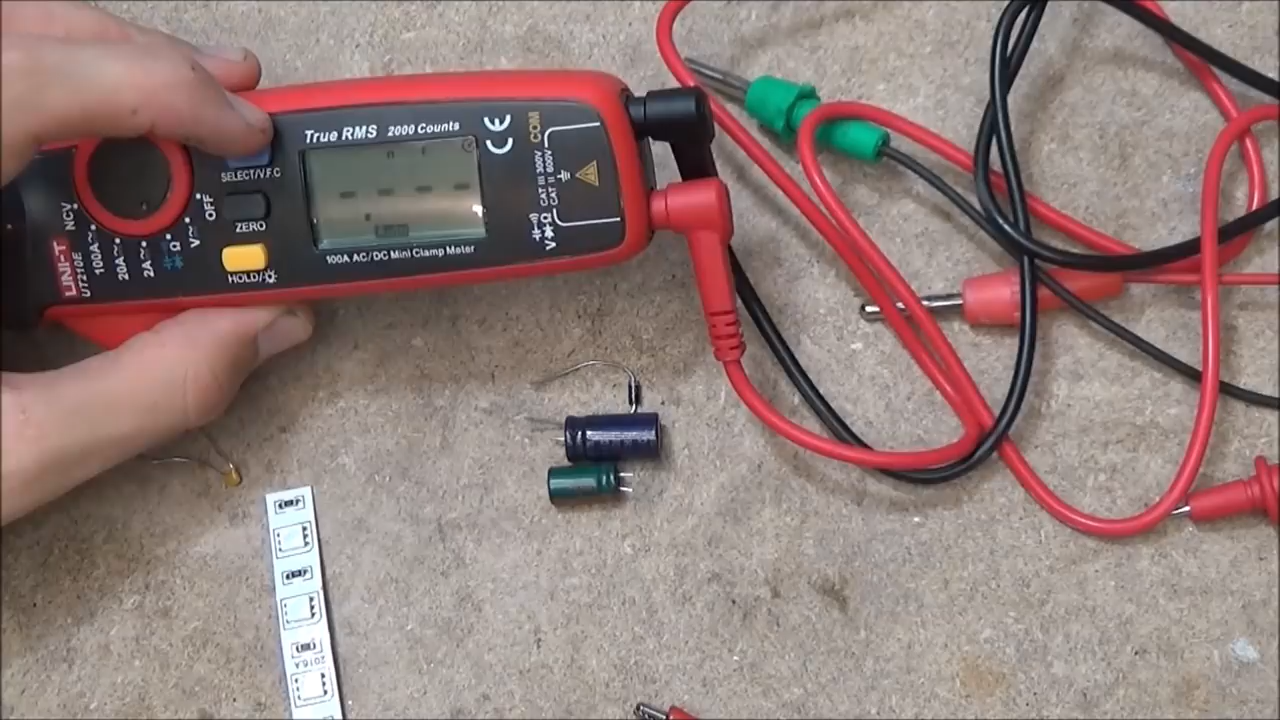 True RMS 2000 Counts
SELECT/V.F.C
ZERO
HOLD/
100A AC/DC Mini Clamp Meter
OFF
V
Ω
2A
20A
100A
NCV
UNI-T
UT210E
COM
CAT III 300V
CAT II 600V
V Ω
CE
2016.A